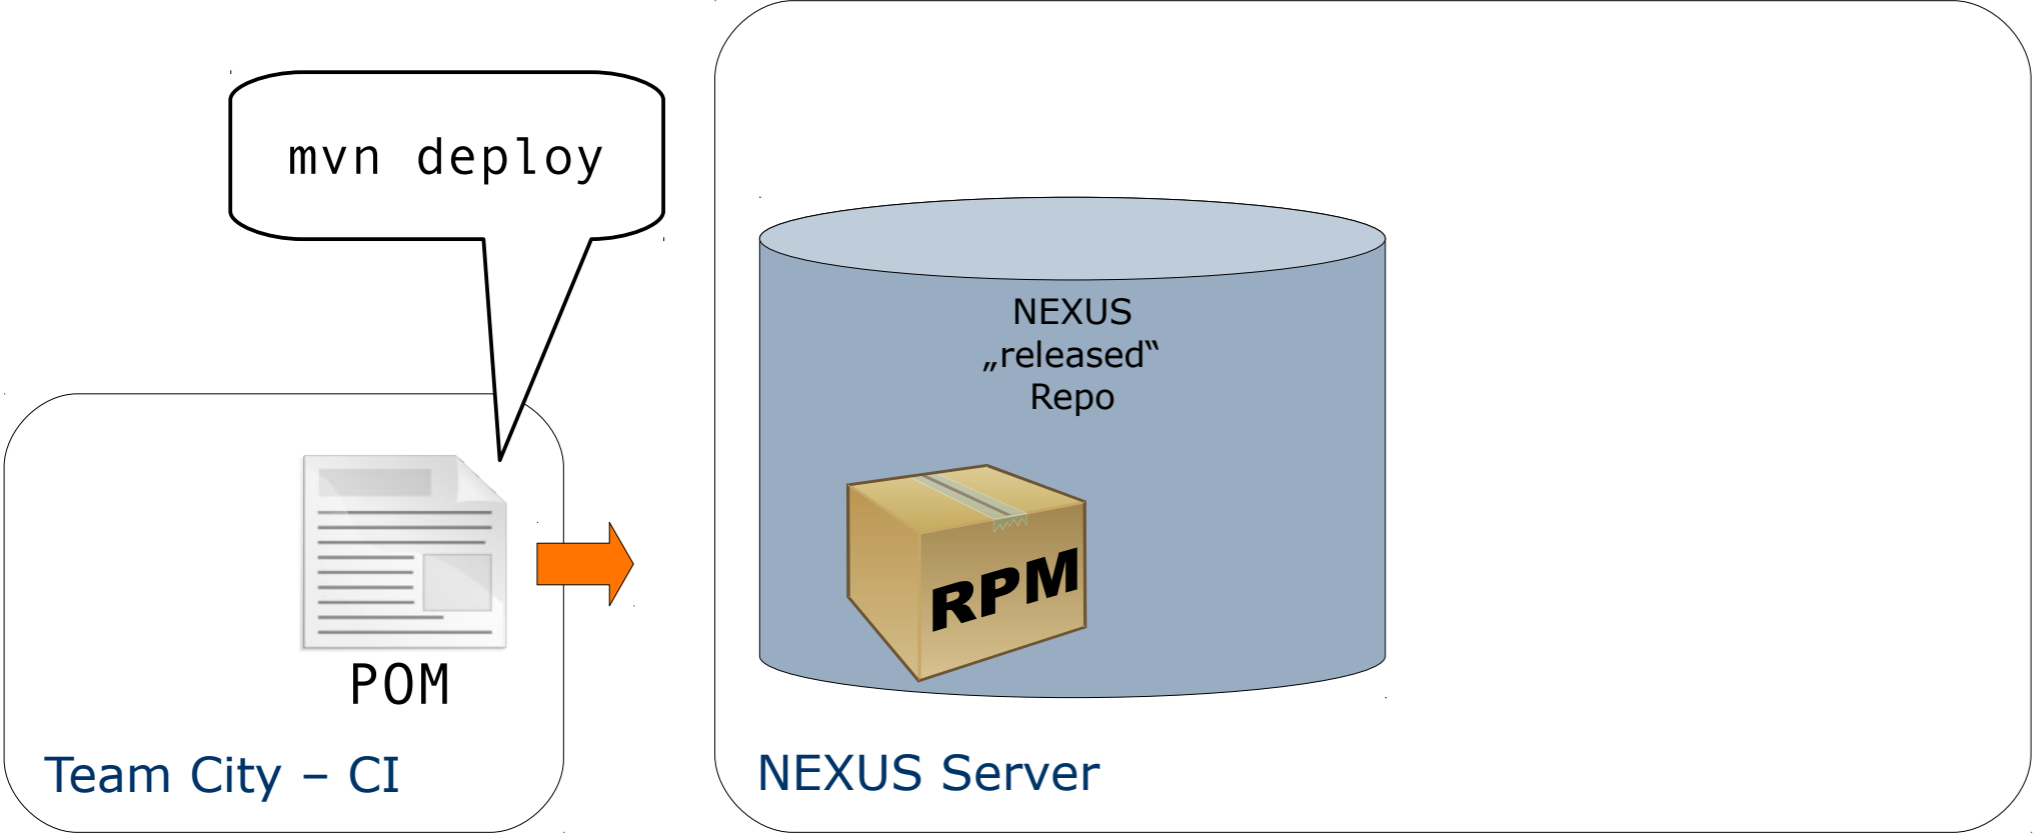 mvn deploy
NEXUS
„released“
Repo
RPM
POM
Team City – CI
NEXUS Server